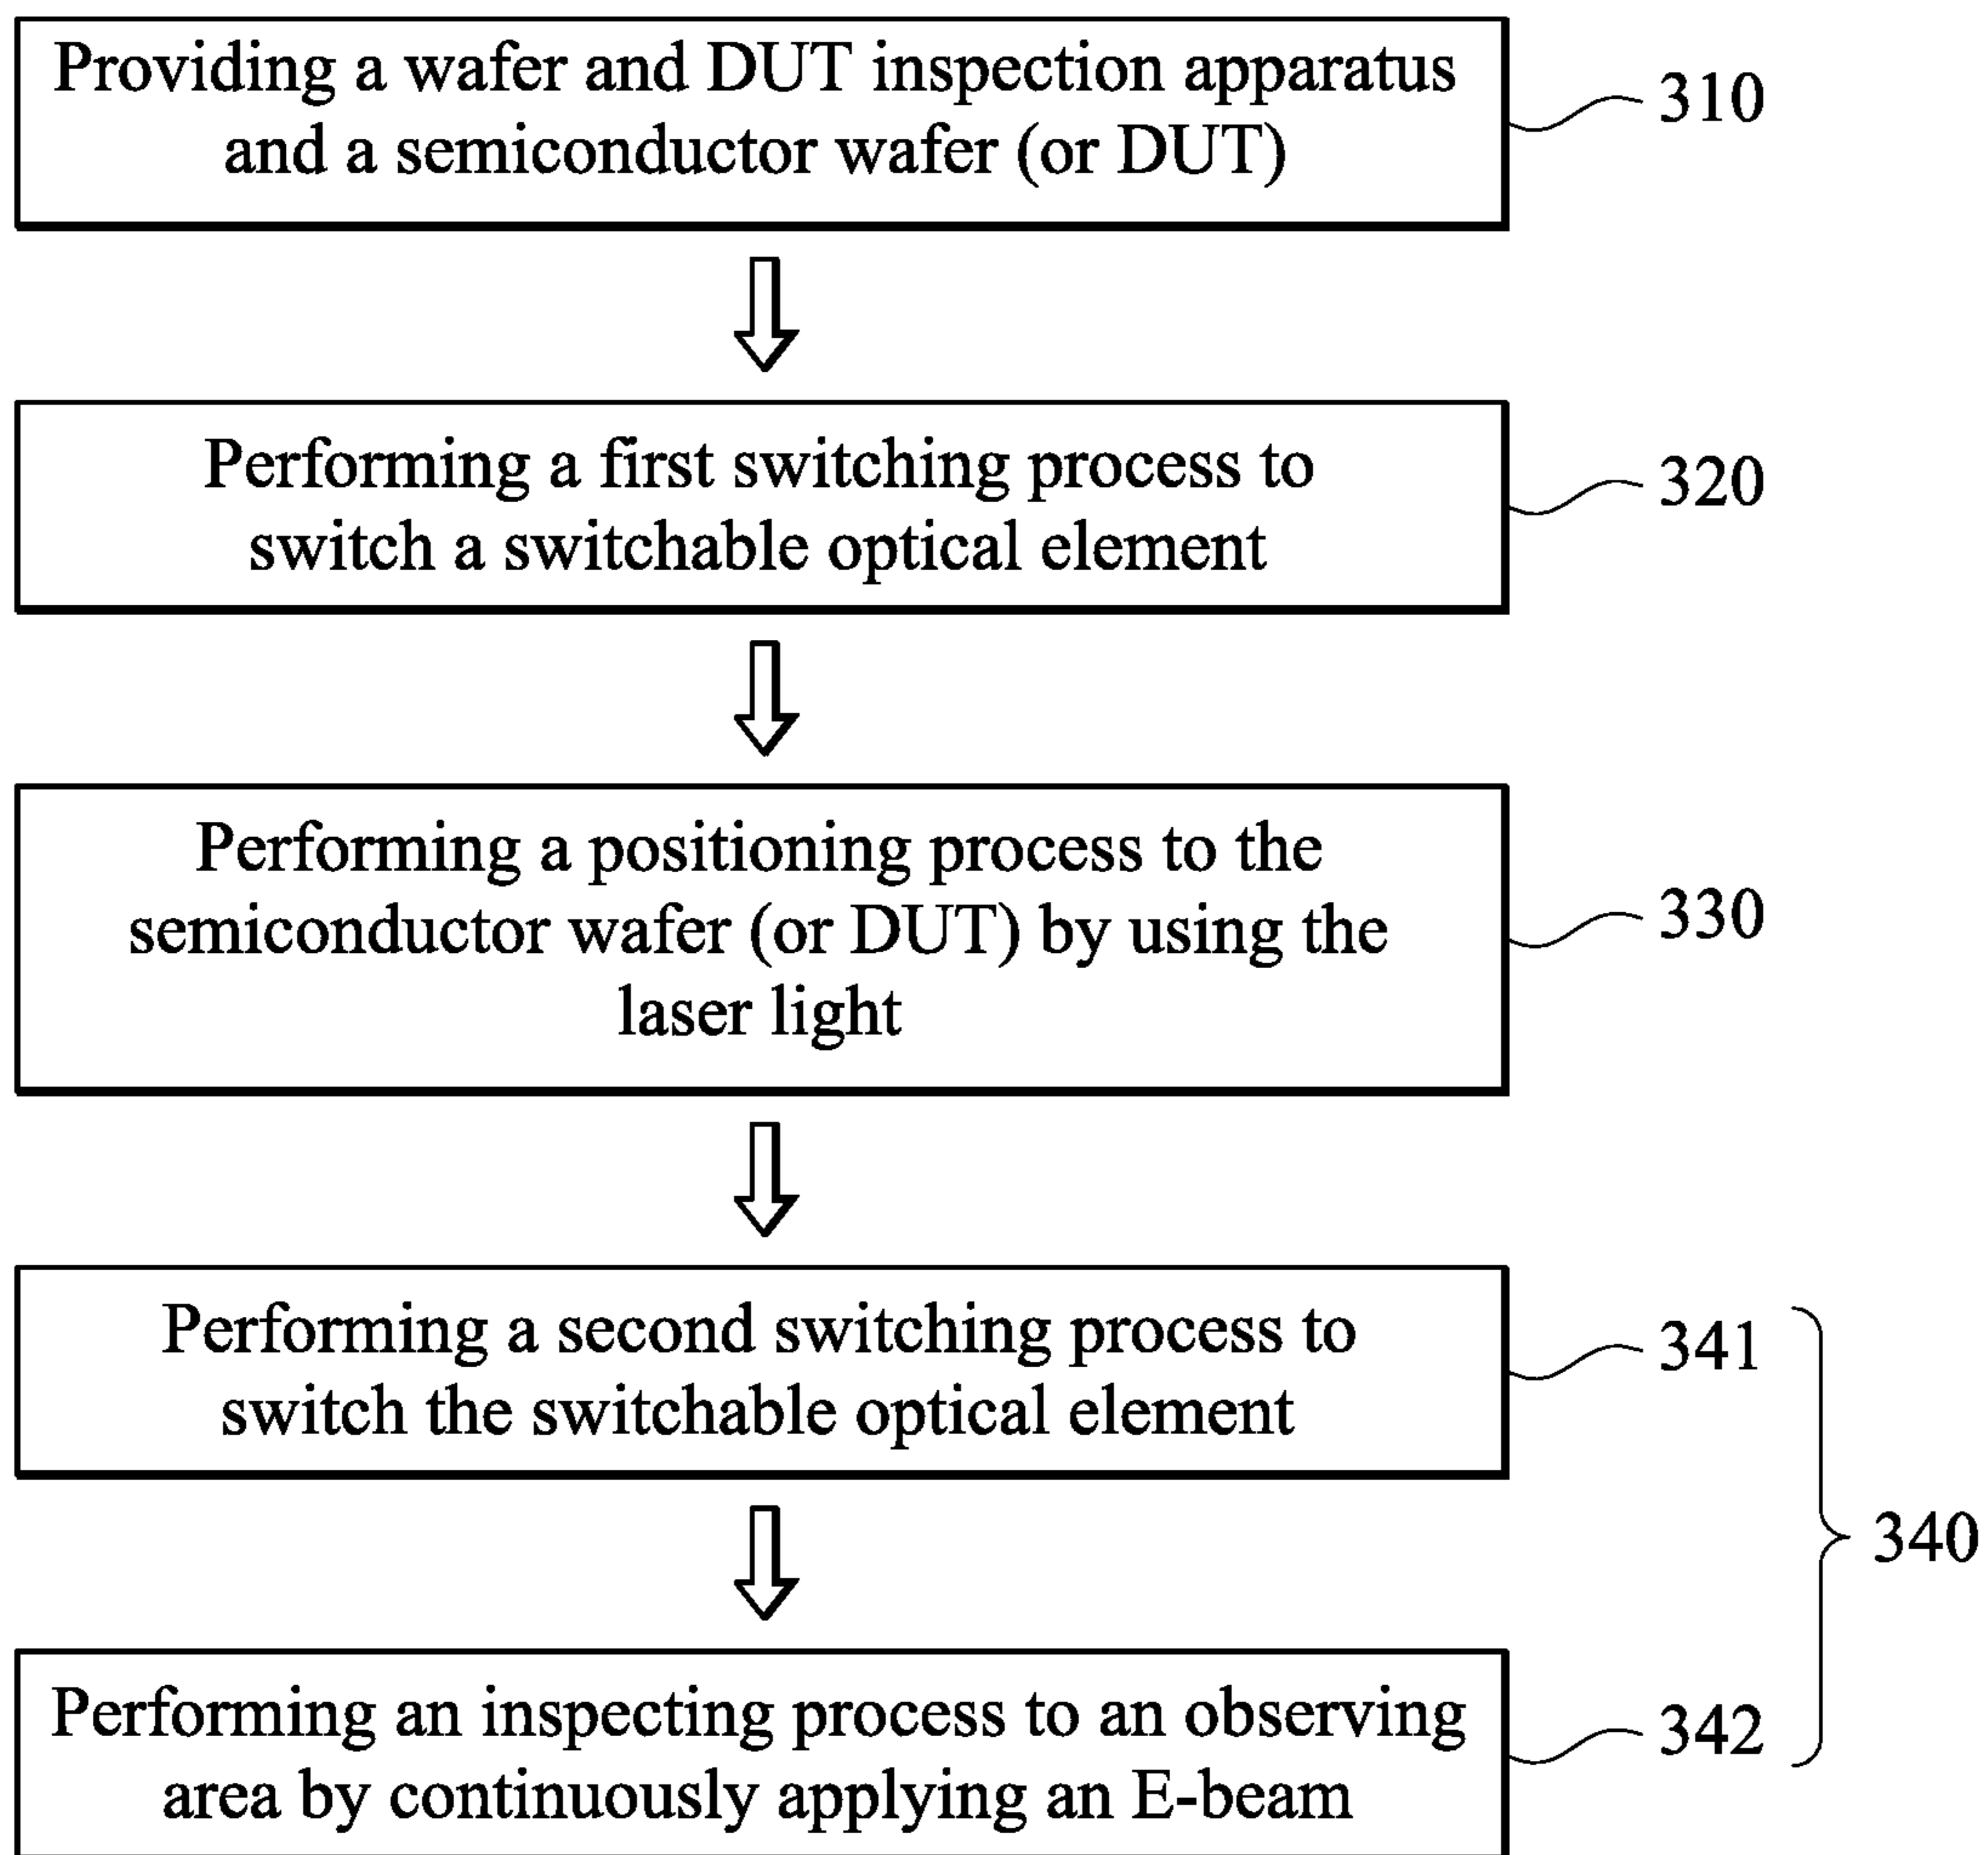 Providing a wafer and DUT inspection apparatus
and a semiconductor wafer (or DUT)
310
Performing a first switching process to
switch a switchable optical element
320
Performing a positioning process to the
semiconductor wafer (or DUT) by using the
laser light
330
Performing a second switching process to
switch the switchable optical element
341
340
Performing an inspecting process to an observing
area by continuously applying an E-beam
342